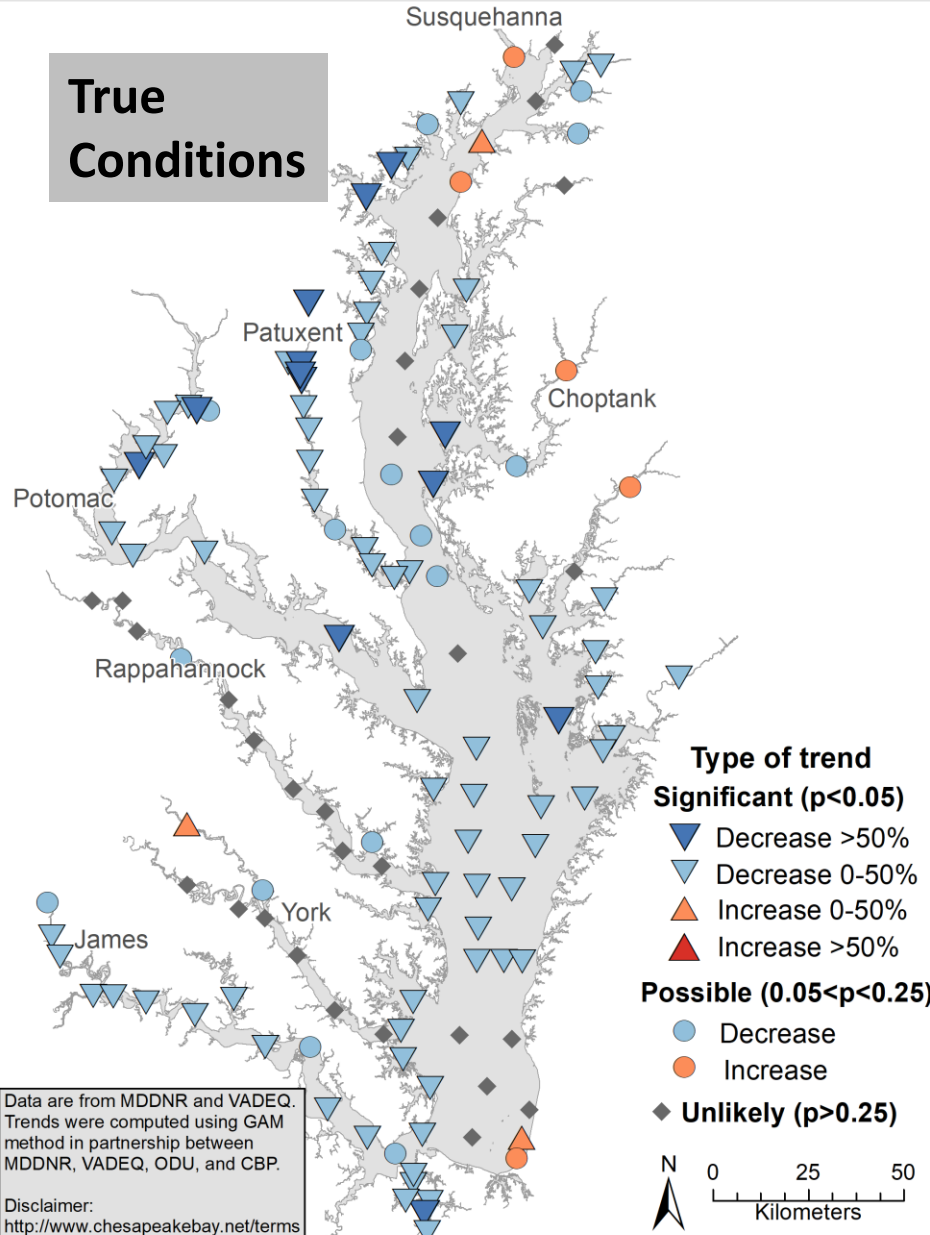 Susquehanna
True
Conditions
Patuxent
Choptank
Potomac
Rappahannock
York
James
Type of trend
Significant (p<0.05)
Decrease >50%
Decrease 0-50%
Increase 0-50%
Increase >50%
Possible (0.05<p<0.25)
Decrease
Increase
Unlikely (p>0.25)
Data are from MDDNR and VADEQ.
Trends were computed using GAM
method in partnership between
MDDNR, VADEQ, ODU, and CBP.
Disclaimer:
http://www.chesapeakebay.net/terms
N
0 25 50
Kilometers